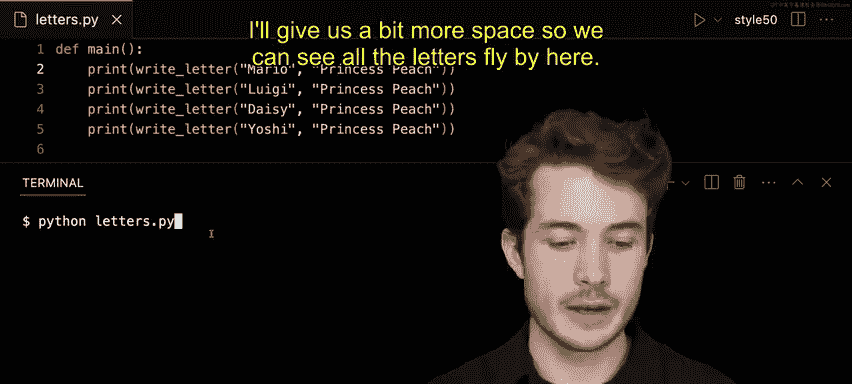 letters.py
style50
I'll give us a bit more space so we
can see all the letters fly by here.
1 def main():
2 print(write_letter("Mario", "Princess Peach"))
3 print(write_letter("Luigi", "Princess Peach"))
4 print(write_letter("Daisy", "Princess Peach"))
5 print(write_letter("Yoshi", "Princess Peach"))
6
TERMINAL
$ python letters.py